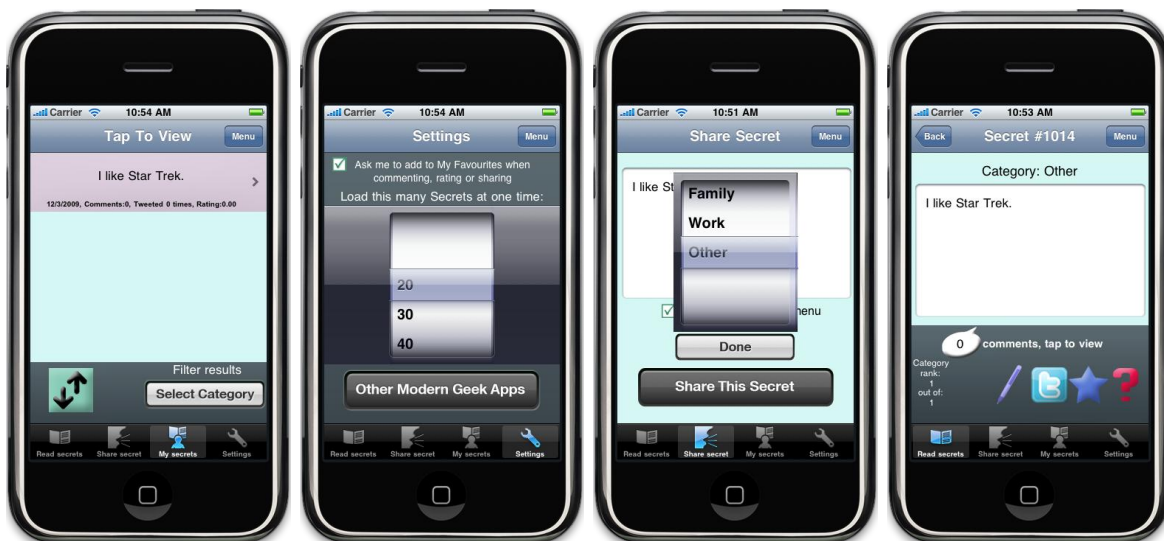 Carrier 10:54 AM
Tap To View Menu
I like Star Trek.
12/3/2009, Comments:0, Tweeted 0 times, Rating:0.00
Filter results
Select Category
Read secrets Share secret My secrets Settings
Carrier 10:54 AM
Settings Menu
Ask me to add to My Favourites when
commenting, rating or sharing
Load this many Secrets at one time:
20
30
40
Other Modern Geek Apps
Read secrets Share secret My secrets Settings
Carrier 10:51 AM
Share Secret Menu
I like St
Family
Work
Other
enu
Done
Share This Secret
Read secrets Share secret My secrets Settings
Carrier 10:53 AM
Back Secret #1014 Menu
Category: Other
I like Star Trek.
0 comments, tap to view
Category
rank:
1
out of:
1
?
Read secrets Share secret My secrets Settings